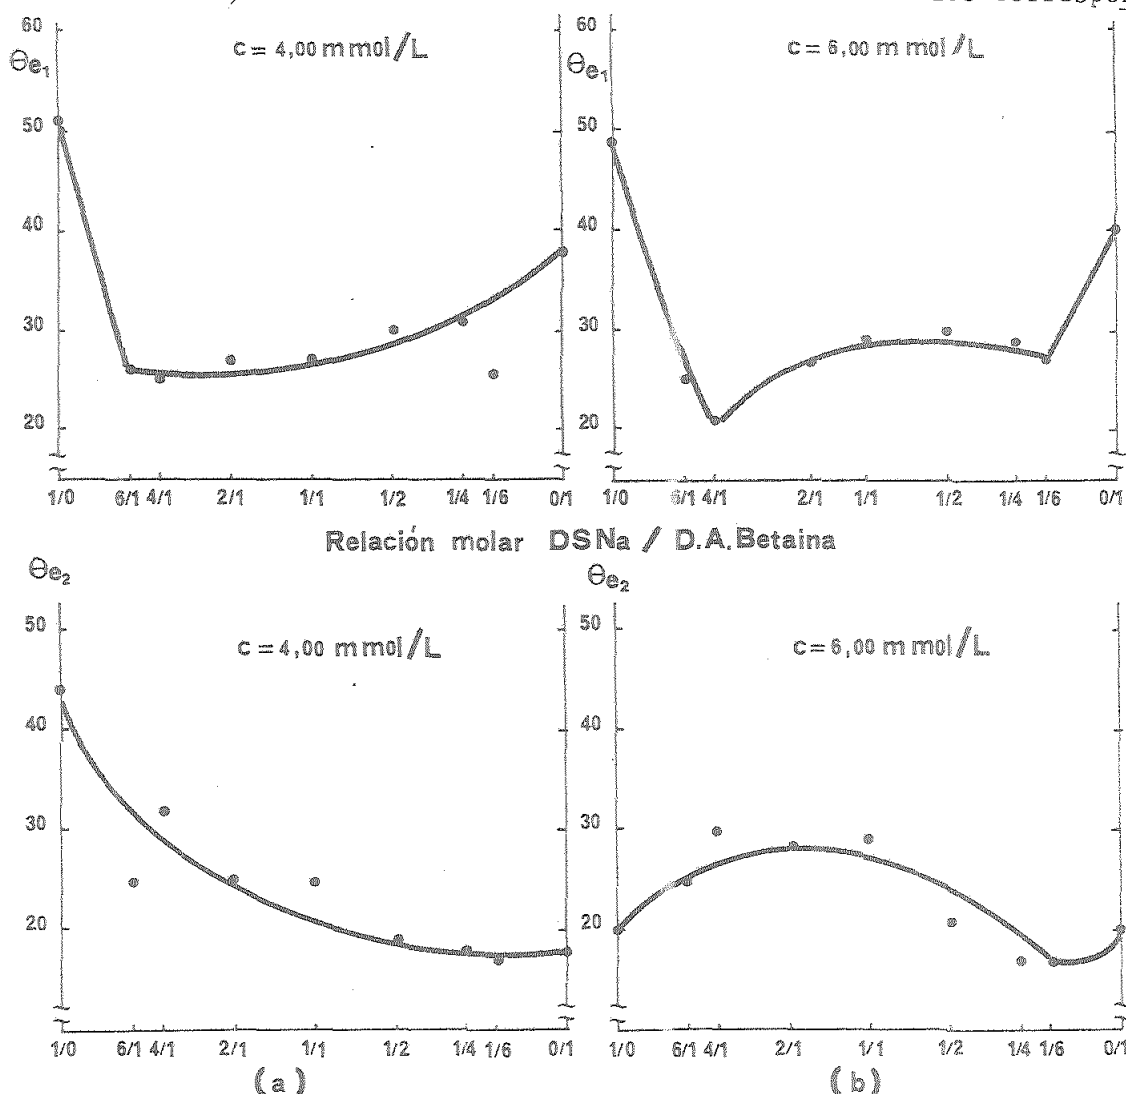 60 60
Θe1 c = 4,00 m mol/L Θe1 c = 6,00 m mol/L
50 50
40 40
30 30
20 20
1/0 6/1 4/1 2/1 1/1 1/2 1/4 1/6 0/1 1/0 6/1 4/1 2/1 1/1 1/2 1/4 1/6 0/1
Relación molar DSNa / D.A.Betaina
Θe2 Θe2
50 50
c = 4,00 m mol/L c = 6,00 m mol/L
40 40
30 30
20 20
1/0 6/1 4/1 2/1 1/1 1/2 1/4 1/6 0/1 1/0 6/1 4/1 2/1 1/1 1/2 1/4 1/6 0/1
(a) (b)